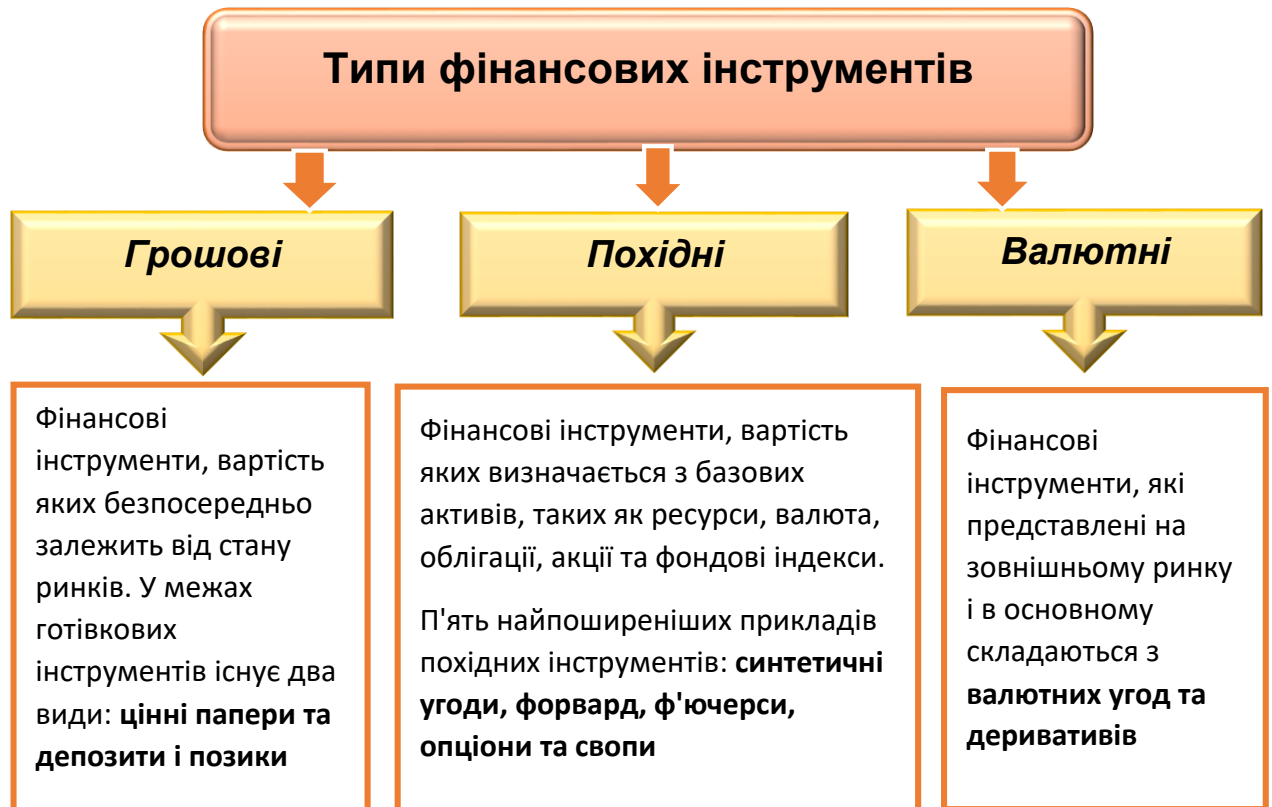 Типи фінансових інструментів
Грошові
Похідні
Валютні
Фінансові
інструменти, вартість
яких безпосередньо
залежить від стану
ринків. У межах
готівкових
інструментів існує два
види: цінні папери та
депозити і позики
Фінансові інструменти, вартість
яких визначається з базових
активів, таких як ресурси, валюта,
облігації, акції та фондові індекси.
П'ять найпоширеніших прикладів
похідних інструментів: синтетичні
угоди, форвард, ф'ючерси,
опціони та свопи
Фінансові
інструменти, які
представлені на
зовнішньому ринку
і в основному
складаються з
валютних угод та
деривативів